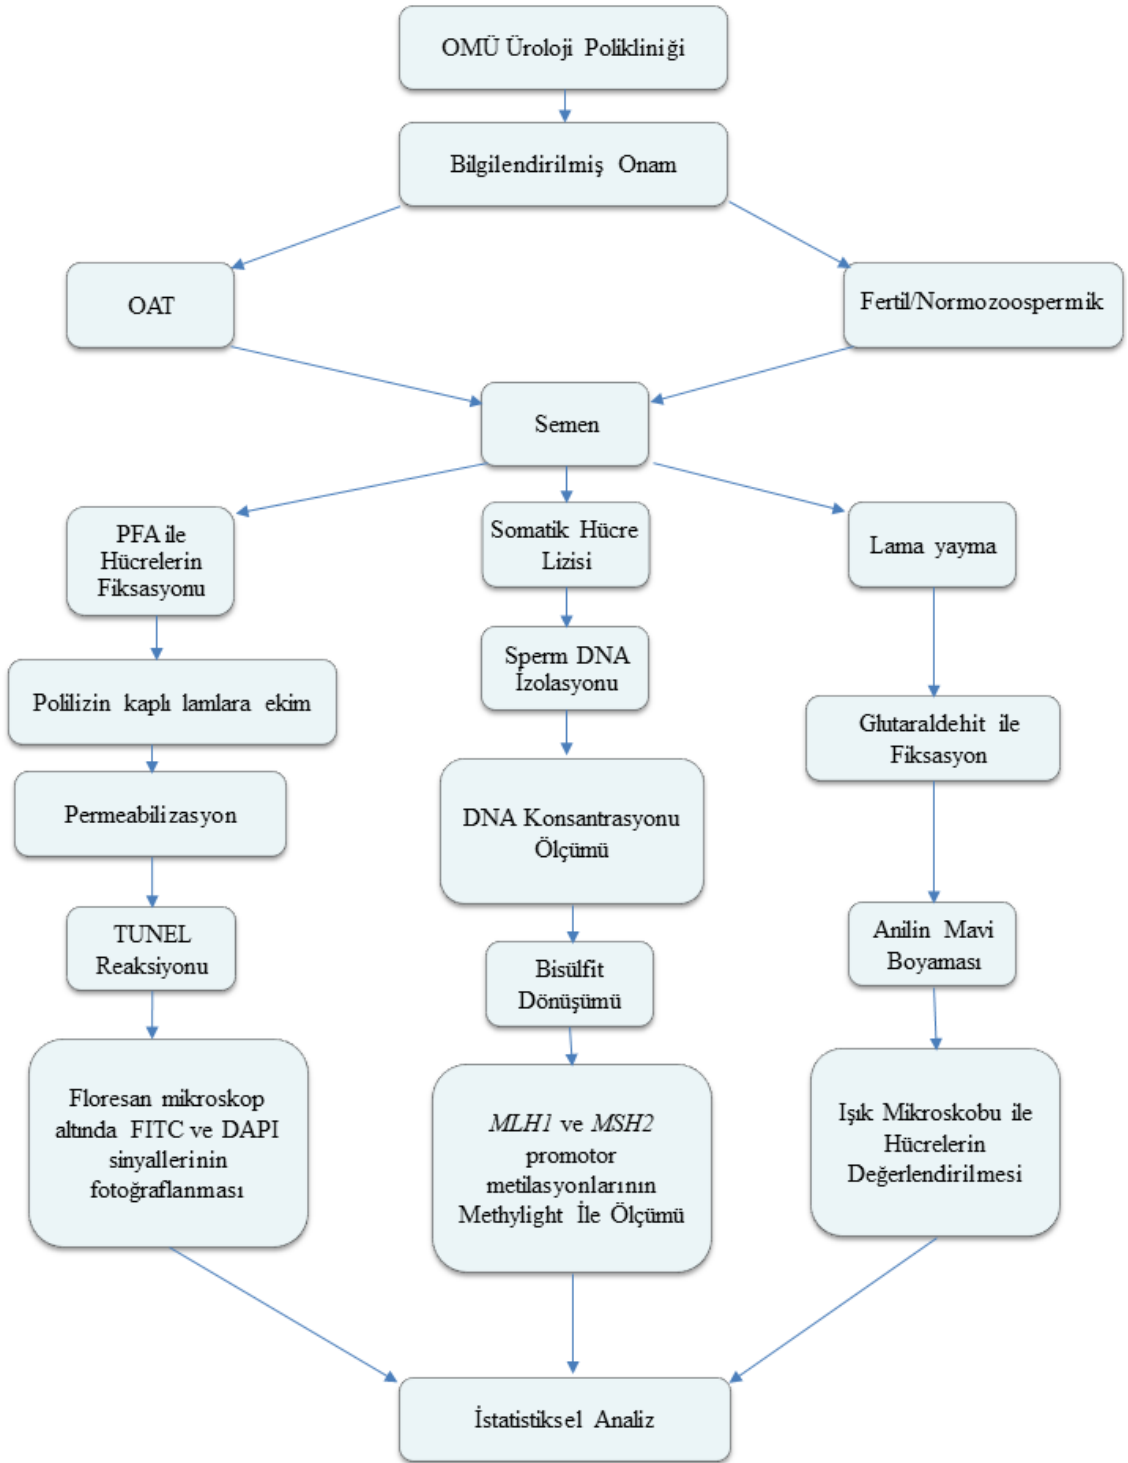 OMÜ Üroloji Polikliniği
Bilgilendirilmiş Onam
OAT
Fertil/Normozoospermik
Semen
PFA ile
Hücrelerin
Fiksasyonu
Polilizin kaplı lamlara ekim
Permeabilizasyon
TUNEL
Reaksiyonu
Floresan mikroskop
altında FITC ve DAPI
sinyallerinin
fotoğraflanması
Somatik Hücre
Lizisi
Sperm DNA
İzolasyonu
DNA Konsantrasyonu
Ölçümü
Bisülfit
Dönüşümü
MLH1 ve MSH2
promotor
metilasyonlarının
Methylight İle Ölçümü
Lama yayma
Glutaraldehit ile
Fiksasyon
Anilin Mavi
Boyaması
Işık Mikroskobu ile
Hücrelerin
Değerlendirilmesi
İstatistiksel Analiz